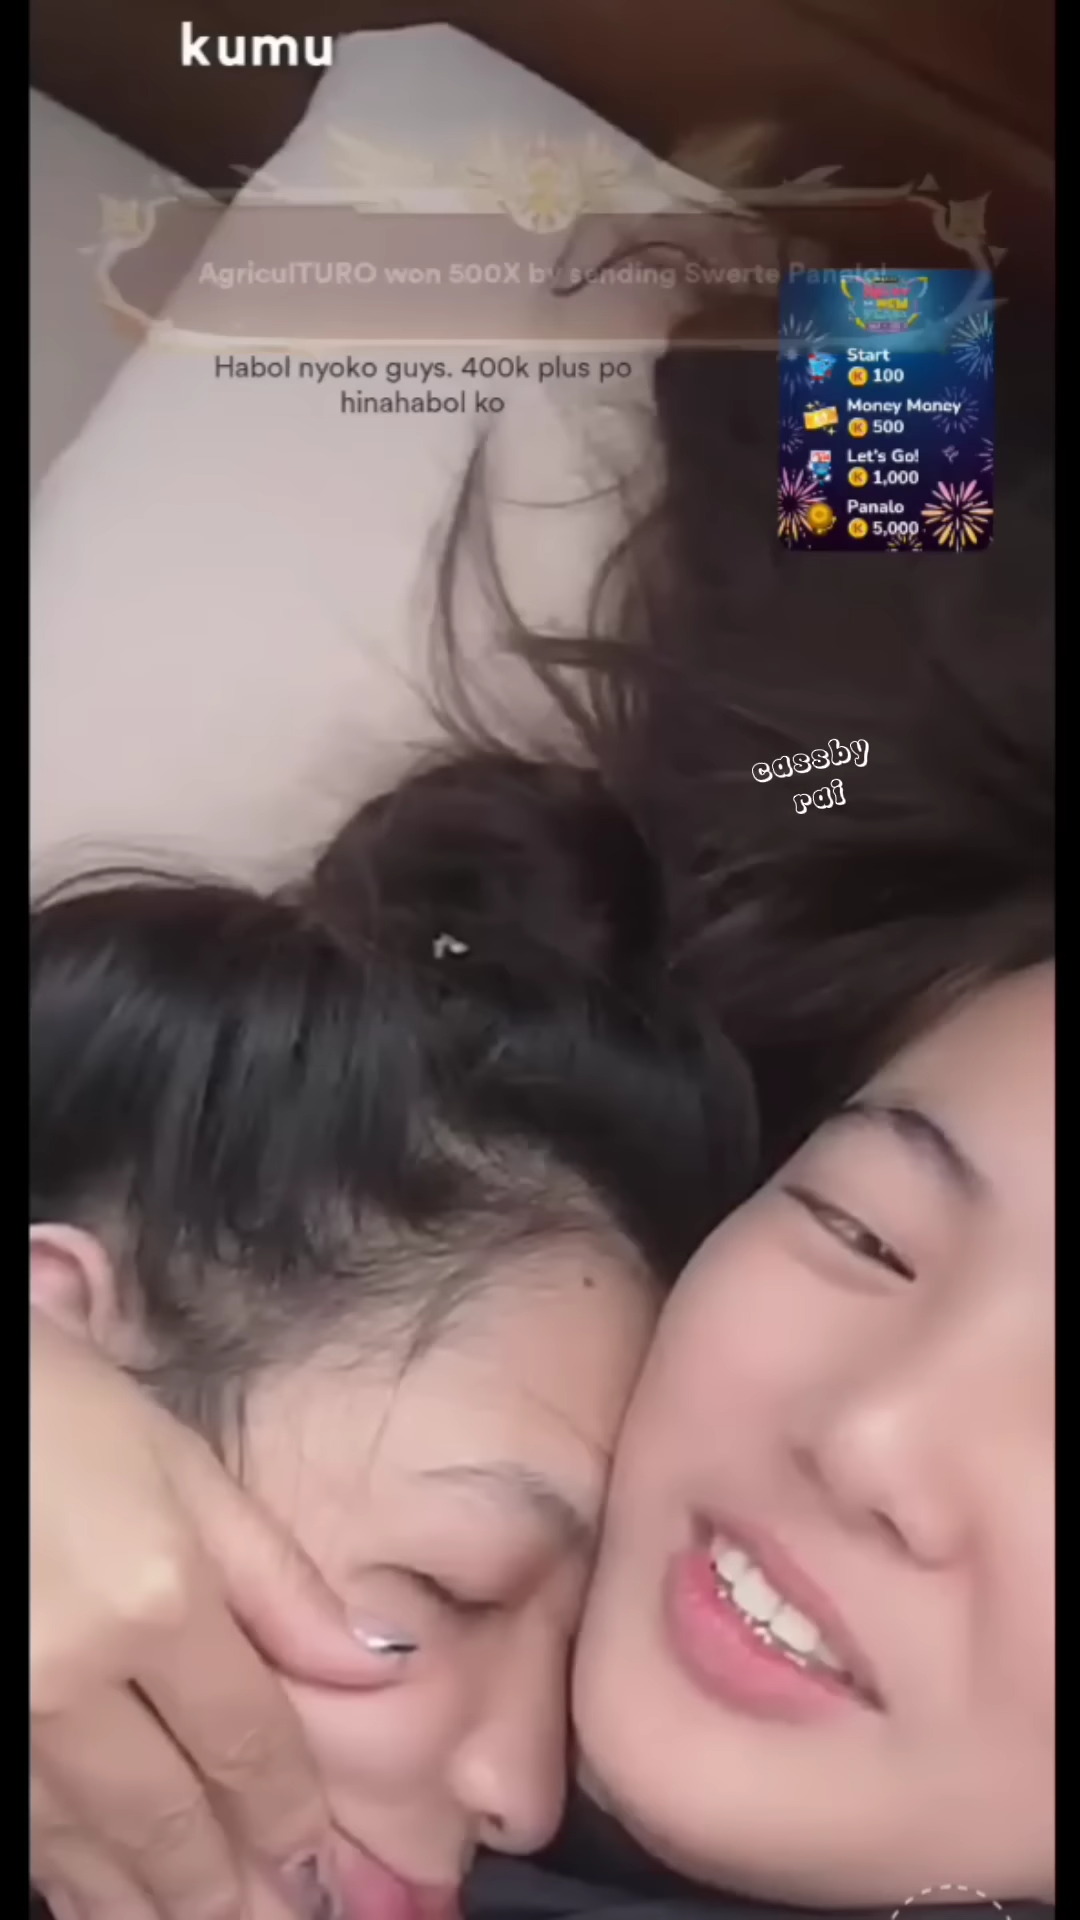 kumu
AgriculTURO won 500X by sending Swerte Panalo!
Habol nyoko guys. 400k plus po
hinahabol ko
Start
100
Money Money
500
Let's Go!
1,000
Panalo
5,000
cassby
rai